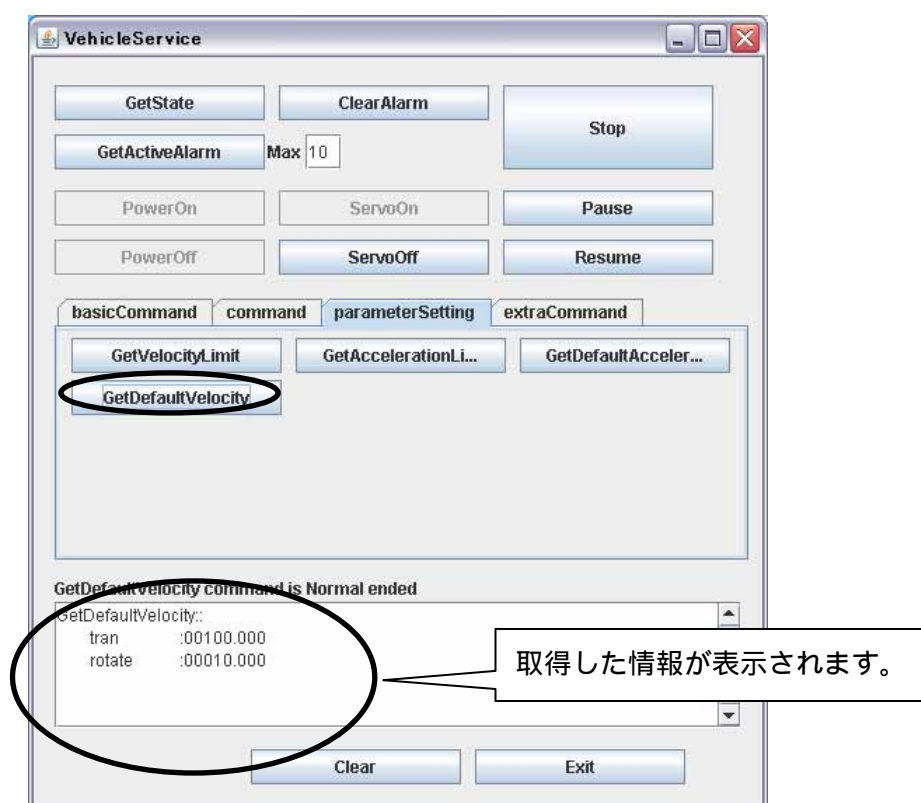 VehicleService
GetState
ClearAlarm
Stop
GetActiveAlarm
Max 10
PowerOn
ServoOn
Pause
PowerOff
ServoOff
Resume
basicCommand
command
parameterSetting
extraCommand
GetVelocityLimit
GetAccelerationLi...
GetDefaultAcceler...
GetDefaultVelocity
GetDefaultVelocity command is Normal ended
GetDefaultVelocity::
tran :00100.000
rotate :00010.000
取得した情報が表示されます。
Clear
Exit